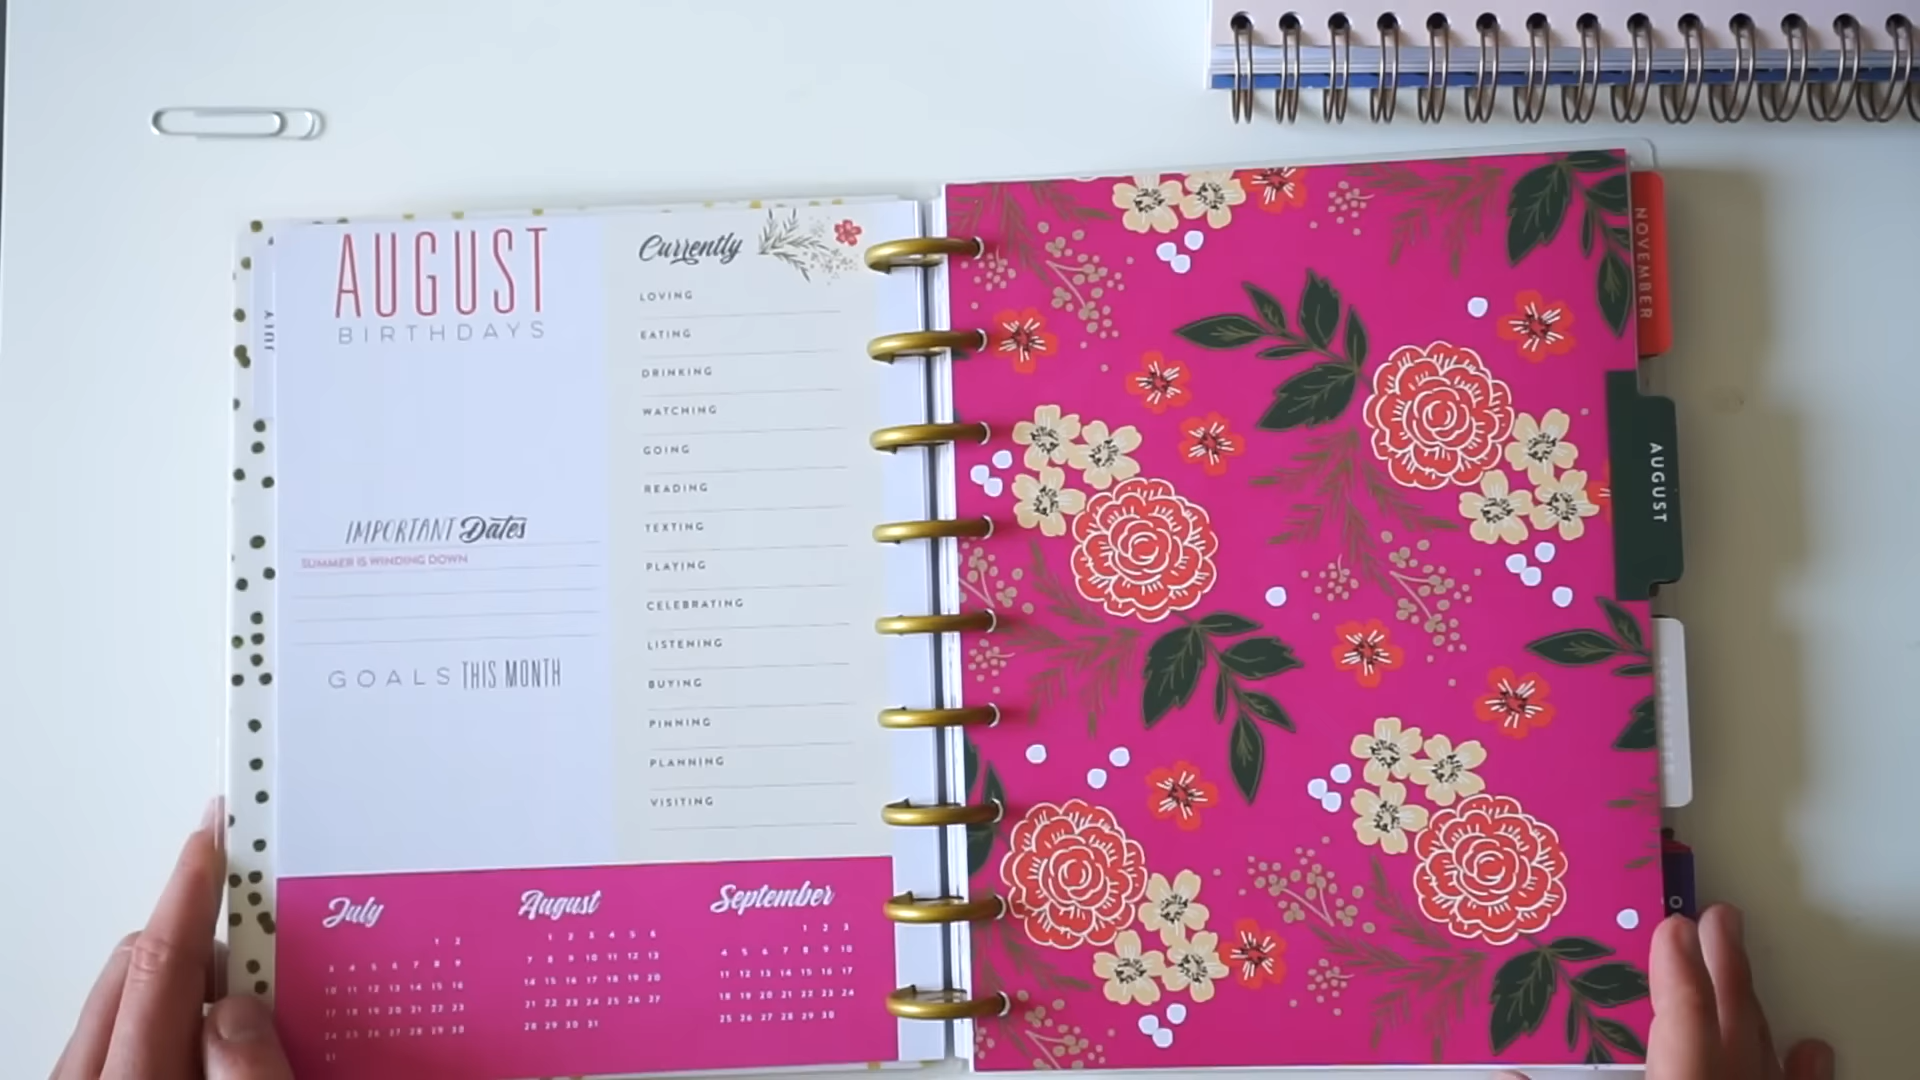 AUGUST
BIRTHDAYS
IMPORTANT Dates
SUMMER IS WINDING DOWN
GOALS THIS MONTH
Currently
LOVING
EATING
DRINKING
WATCHING
GOING
READING
TEXTING
PLAYING
CELEBRATING
LISTENING
BUYING
PINNING
PLANNING
VISITING
July
1 2
3 4 5 6 7 8 9
10 11 12 13 14 15 16
17 18 19 20 21 22 23
24 25 26 27 28 29 30
31
August
1 2 3 4 5 6
7 8 9 10 11 12 13
14 15 16 17 18 19 20
21 22 23 24 25 26 27
28 29 30 31
September
1 2 3
4 5 6 7 8 9 10
11 12 13 14 15 16 17
18 19 20 21 22 23 24
25 26 27 28 29 30
JULY
NOVEMBER
AUGUST